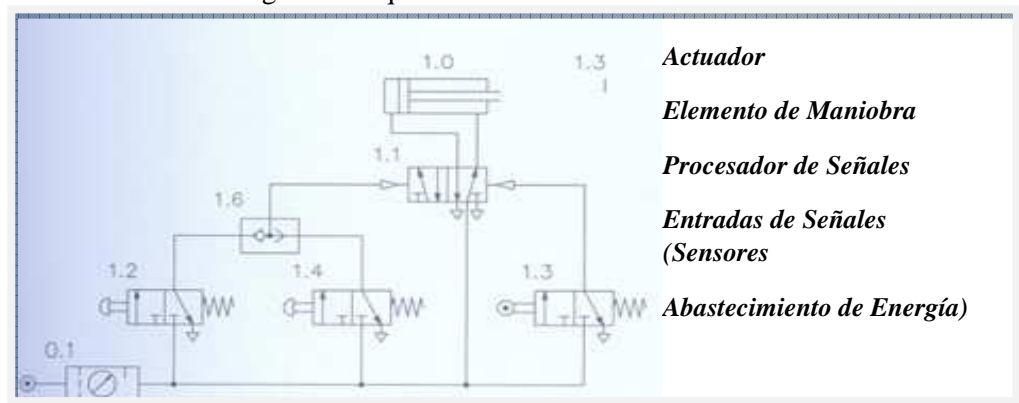 1.0
1.3
1.1
1.6
1.2
1.4
1.3
0.1
Actuador
Elemento de Maniobra
Procesador de Señales
Entradas de Señales
(Sensores
Abastecimiento de Energía)